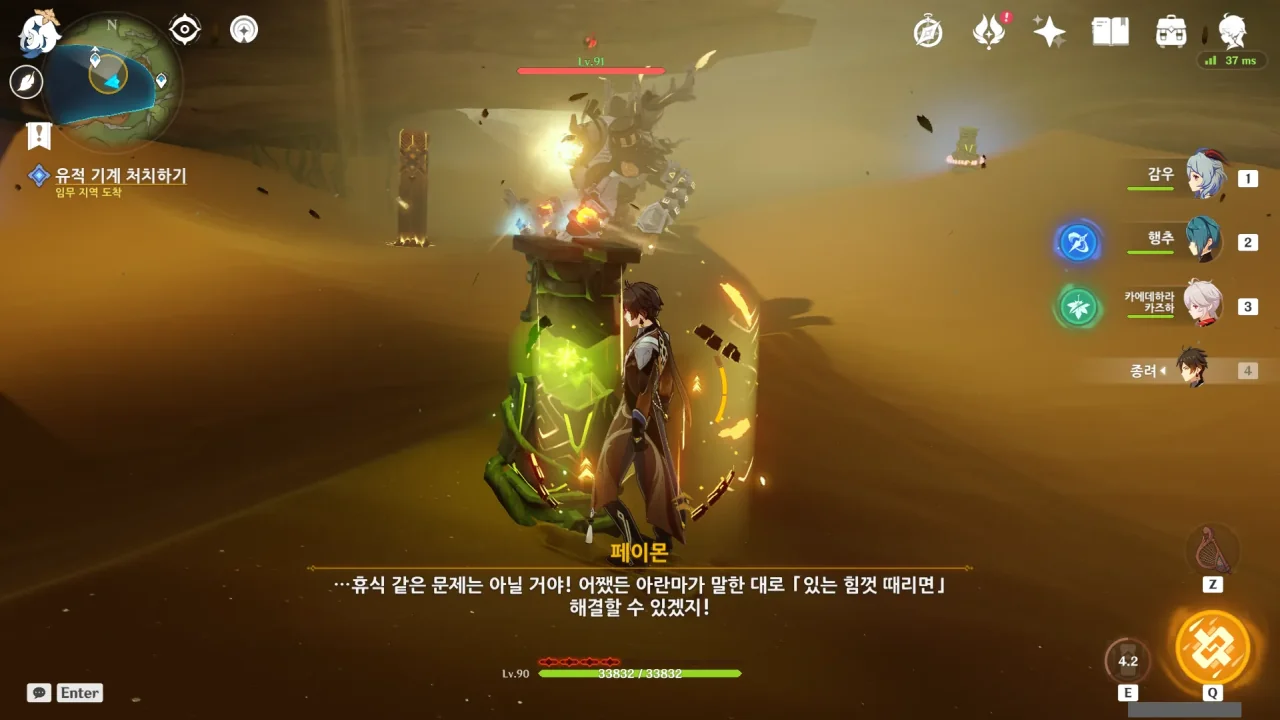 N
Lv.91
37 ms
유적 기계 처치하기
임무 지역 도착
감우
1
행추
2
카에데하라
카즈하
3
종려
4
페이몬
…휴식 같은 문제는 아닐 거야! 어쨌든 아란마가 말한 대로 「있는 힘껏 때리면」
해결할 수 있겠지!
Z
4.2
Lv.90
33832 / 33832
Enter
E
Q